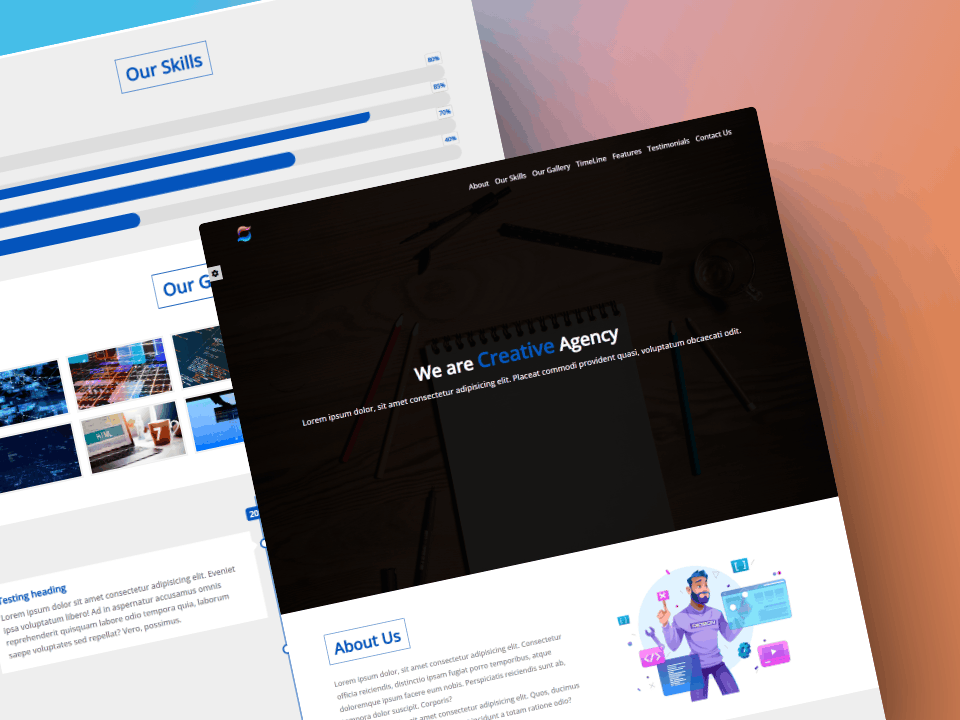 Our Skills
80%
85%
70%
40%
Our G
20
Testing heading
Lorem ipsum dolor, sit amet consectetur adipisicing elit. Eveniet
ipsa voluptatum libero! Ad in aspernatur accusamus omnis
reprehenderit quisquam labore odio tempora quia, laborum
saepe voluptates sed repellat? Vero, possimus.
About Our Skills Our Gallery TimeLine Features Testimonials Contact Us
We are Creative Agency
Lorem ipsum dolor, sit amet consectetur adipisicing elit. Placeat commodi provident quasi, voluptatum obcaecati odit.
About Us
Lorem ipsum dolor, sit amet consectetur adipisicing elit. Consectetur
officia reiciendis, distinctio ipsam fugiat porro temporibus, atque
doloremque ipsum facere eum nobis. Perspiciatis reiciendis sunt ab,
tempora dolor suscipit. Corporis?
sit amet consectetur adipisicing elit. Quos, ducimus
incidunt a totam ratione odio?
DESIGN